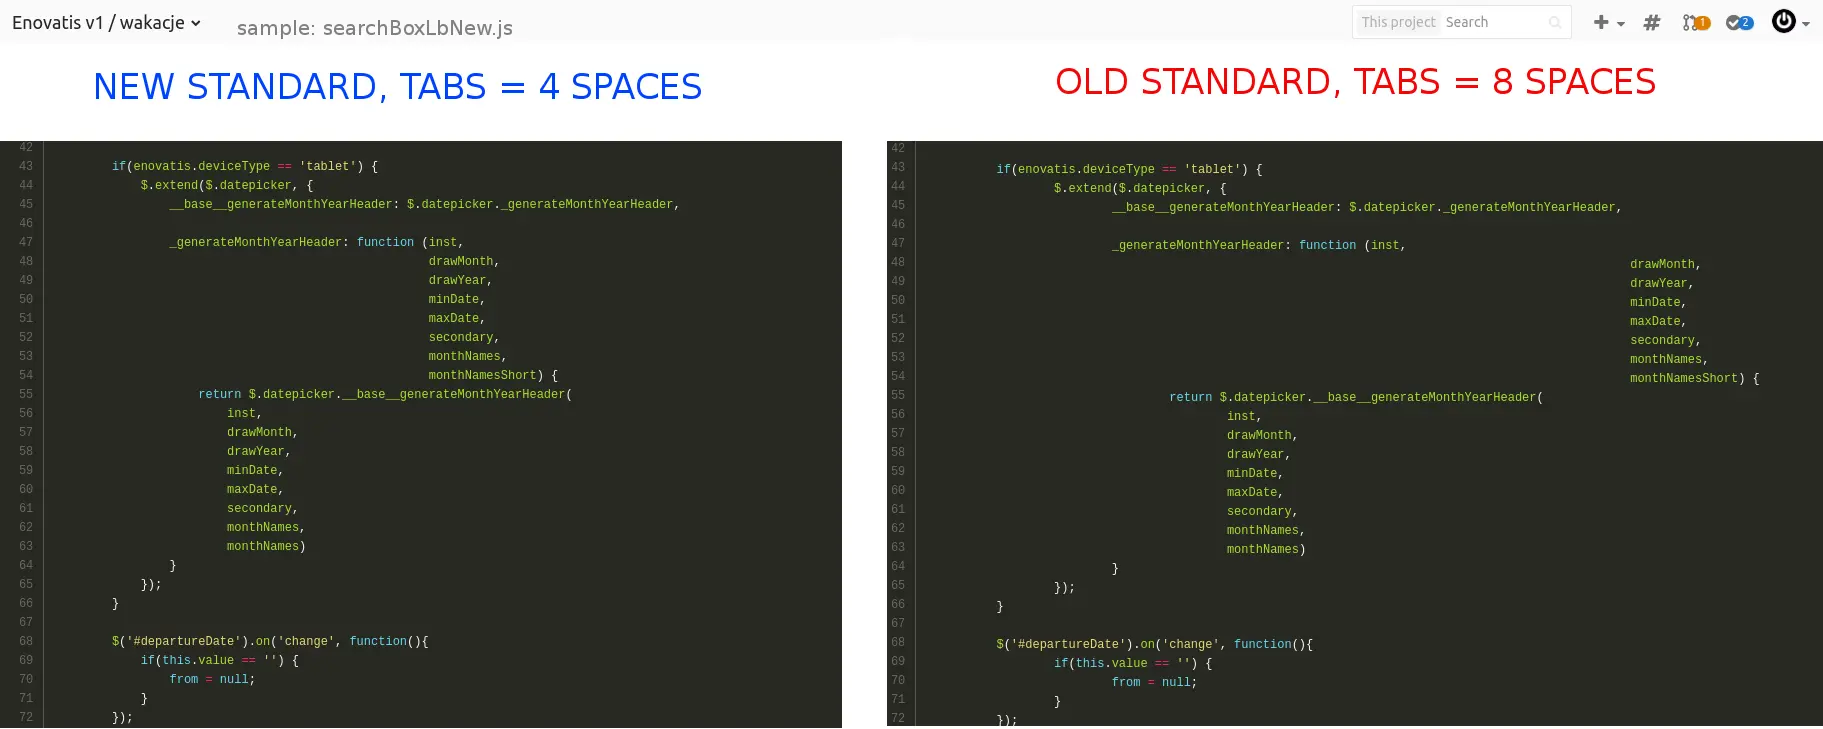 Enovatis v1 / wakacje
sample: searchBoxLbNew.js
This project Search
1
2
NEW STANDARD, TABS = 4 SPACES
42
43 if(enovatis.deviceType == 'tablet') {
44 $.extend($.datepicker, {
45 __base__generateMonthYearHeader: $.datepicker._generateMonthYearHeader,
46
47 _generateMonthYearHeader: function (inst,
48 drawMonth,
49 drawYear,
50 minDate,
51 maxDate,
52 secondary,
53 monthNames,
54 monthNamesShort) {
55 return $.datepicker.__base__generateMonthYearHeader(
56 inst,
57 drawMonth,
58 drawYear,
59 minDate,
60 maxDate,
61 secondary,
62 monthNames,
63 monthNames)
64 }
65 });
66 }
67
68 $('#departureDate').on('change', function(){
69 if(this.value == '') {
70 from = null;
71 }
72 });
OLD STANDARD, TABS = 8 SPACES
42
43 if(enovatis.deviceType == 'tablet') {
44 $.extend($.datepicker, {
45 __base__generateMonthYearHeader: $.datepicker._generateMonthYearHeader,
46
47 _generateMonthYearHeader: function (inst,
48 drawMonth,
49 drawYear,
50 minDate,
51 maxDate,
52 secondary,
53 monthNames,
54 monthNamesShort) {
55 return $.datepicker.__base__generateMonthYearHeader(
56 inst,
57 drawMonth,
58 drawYear,
59 minDate,
60 maxDate,
61 secondary,
62 monthNames,
63 monthNames)
64 }
65 });
66 }
67
68 $('#departureDate').on('change', function(){
69 if(this.value == '') {
70 from = null;
71 }
72 });